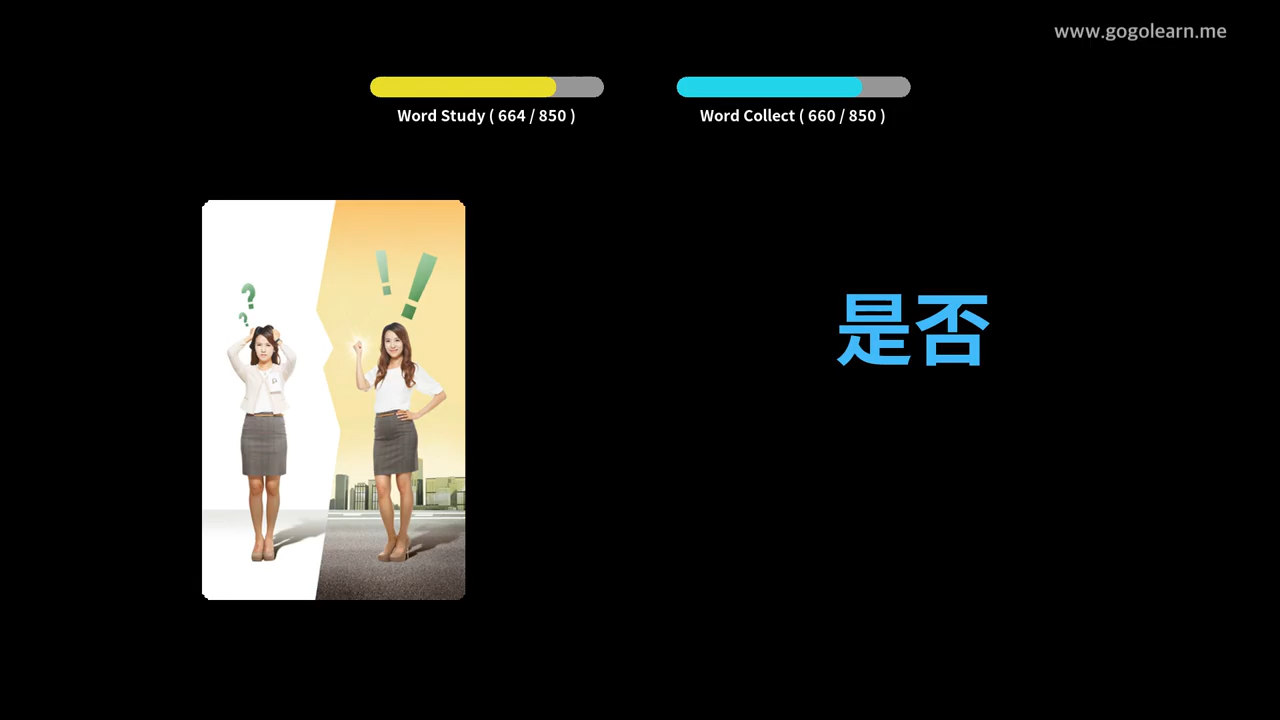 www.gogolearn.me
Word Study ( 664 / 850 )
Word Collect ( 660 / 850 )
? ?
! !
是否